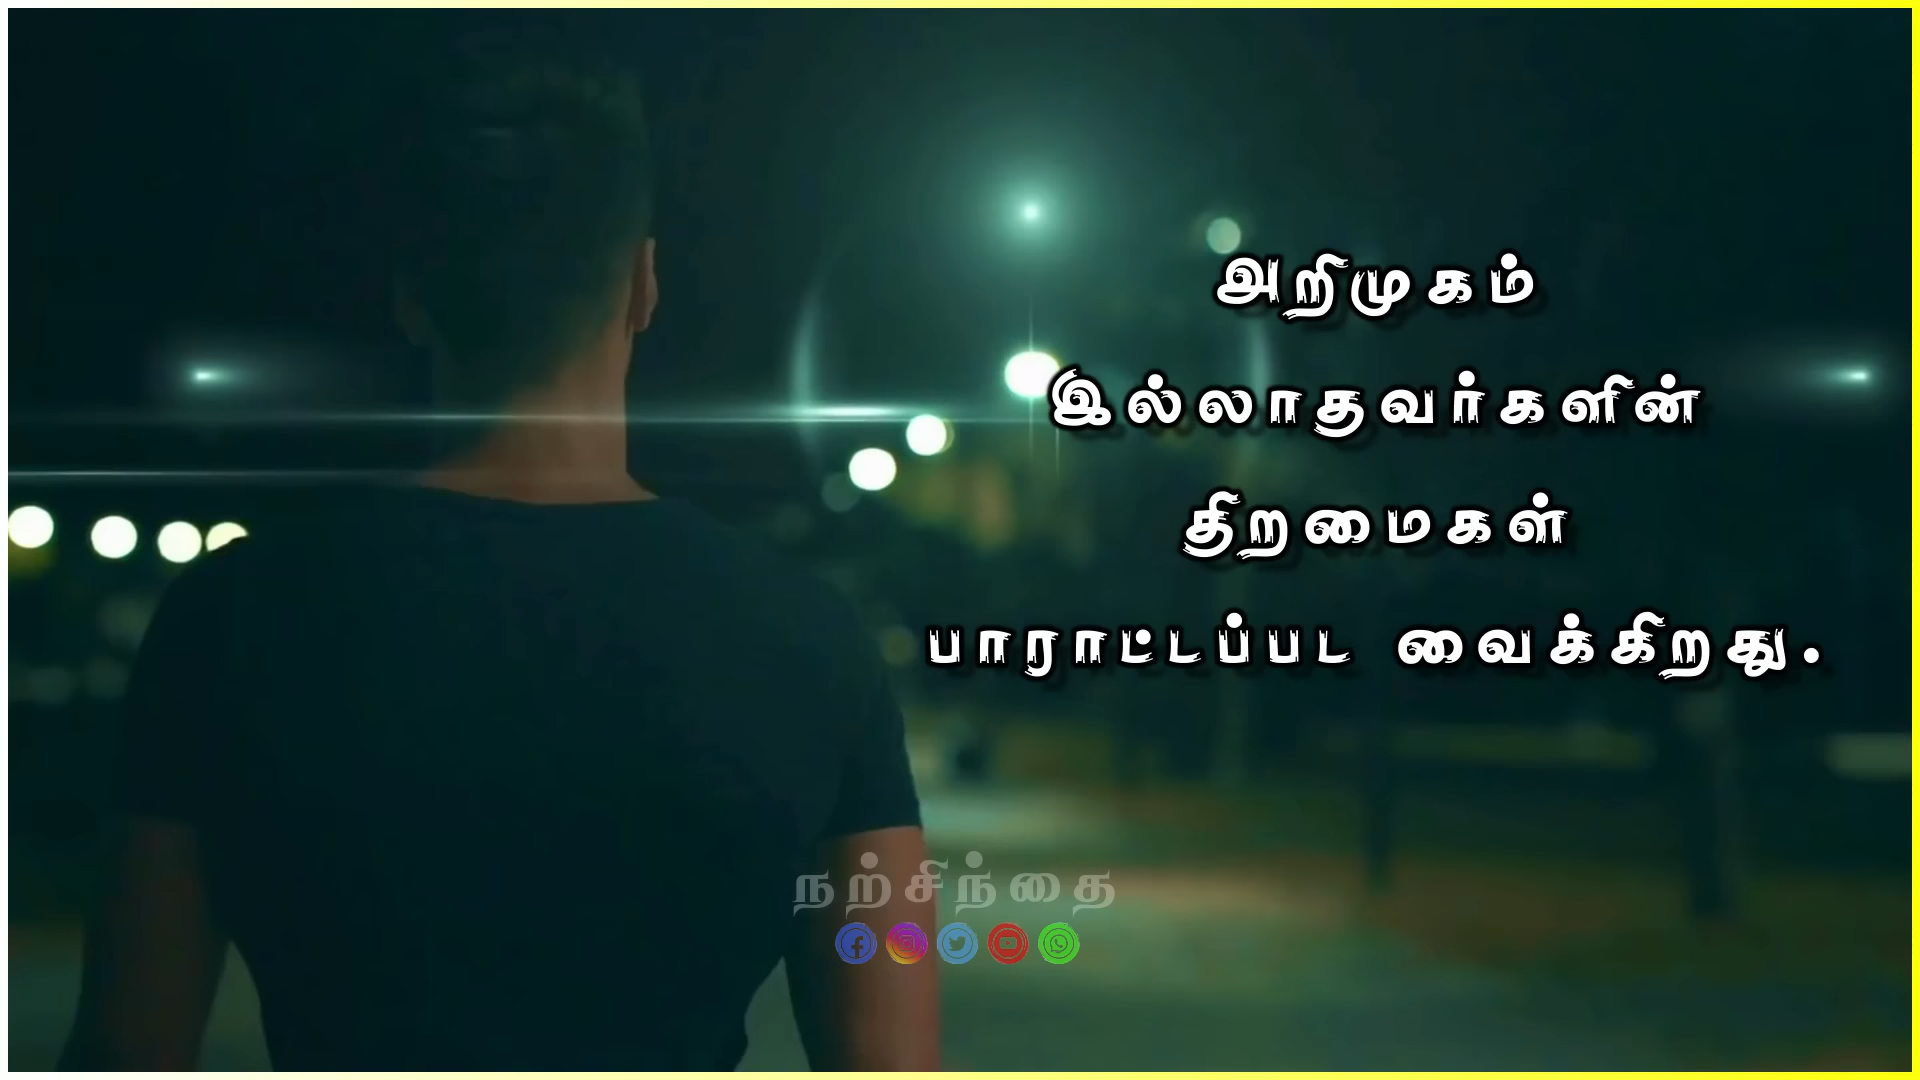 அறிமுகம்
இல்லாதவர்களின்
திறமைகள்
பாராட்டப்பட வைக்கிறது.
நற்சிந்தை